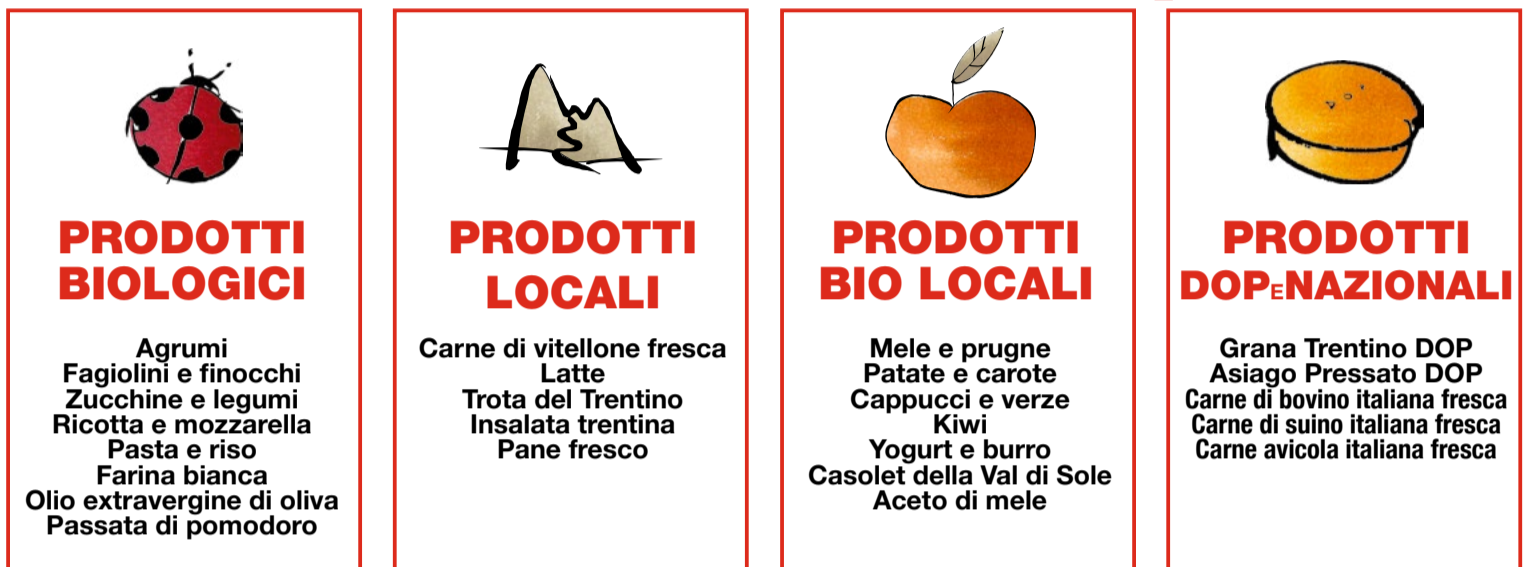 PRODOTTI
BIOLOGICI
Agrumi
Fagiolini e finocchi
Zucchine e legumi
Ricotta e mozzarella
Pasta e riso
Farina bianca
Olio extravergine di oliva
Passata di pomodoro
PRODOTTI
LOCALI
Carne di vitellone fresca
Latte
Trota del Trentino
Insalata trentina
Pane fresco
PRODOTTI
BIO LOCALI
Mele e prugne
Patate e carote
Cappucci e verze
Kiwi
Yogurt e burro
Casolet della Val di Sole
Aceto di mele
PRODOTTI
DOPENAZIONALI
Grana Trentino DOP
Asiago Pressato DOP
Carne di bovino italiana fresca
Carne di suino italiana fresca
Carne avicola italiana fresca